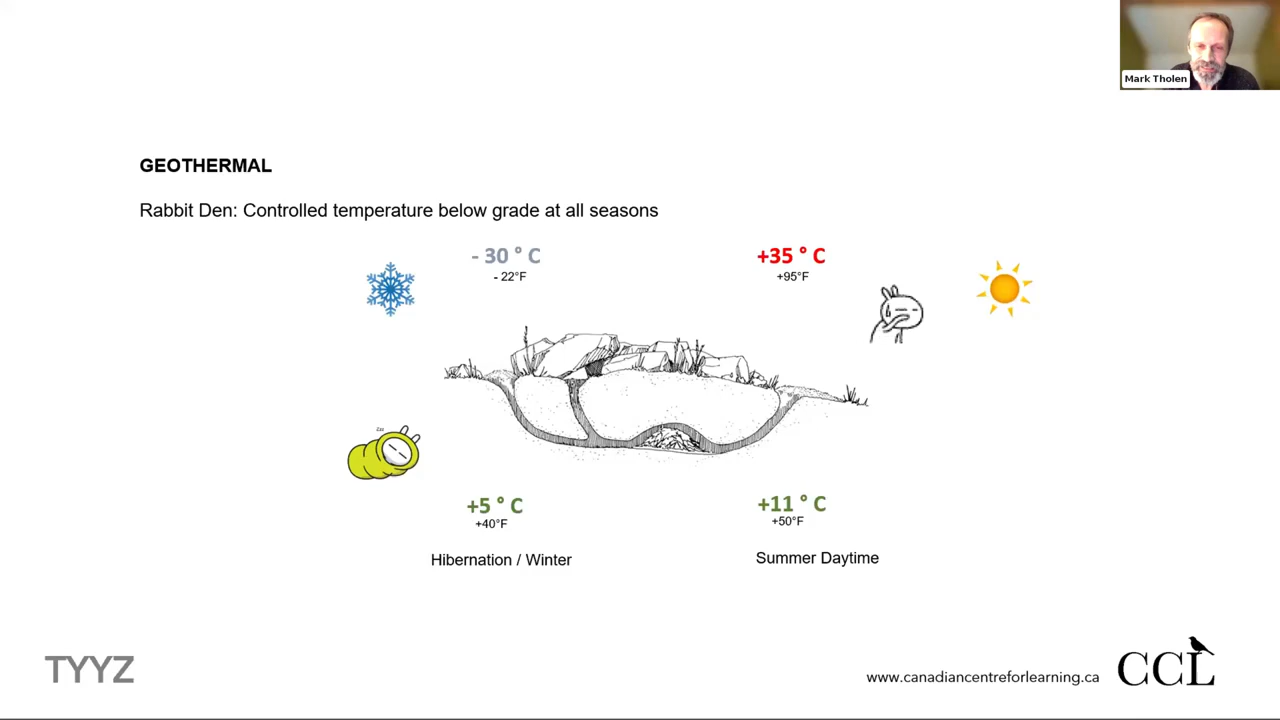 Mark Tholen
GEOTHERMAL
Rabbit Den: Controlled temperature below grade at all seasons
- 30 ° C
- 22°F
+35 ° C
+95°F
Zzz
+5 ° C
+40°F
+11 ° C
+50°F
Hibernation / Winter
Summer Daytime
TYYZ
www.canadiancentreforlearning.ca
CCL